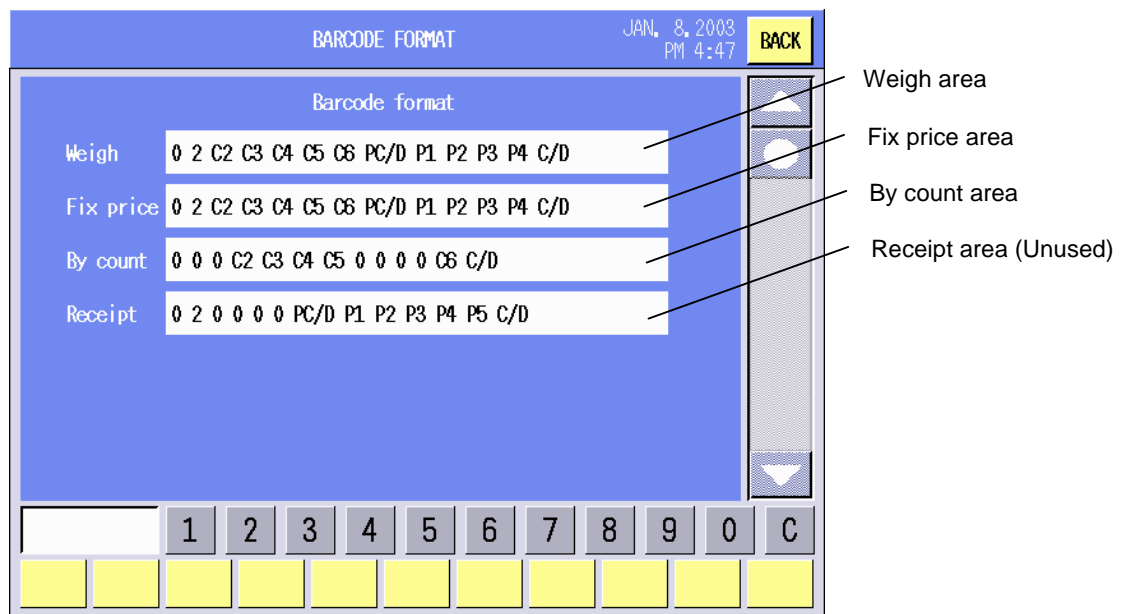 BARCODE FORMAT
JAN. 8.2003
PM 4:47
BACK
Barcode format
Weigh 0 2 C2 C3 C4 C5 C6 PC/D P1 P2 P3 P4 C/D
Fix price 0 2 C2 C3 C4 C5 C6 PC/D P1 P2 P3 P4 C/D
By count 0 0 0 C2 C3 C4 C5 0 0 0 0 C6 C/D
Receipt 0 2 0 0 0 0 PC/D P1 P2 P3 P4 P5 C/D
1 2 3 4 5 6 7 8 9 0 C
Weigh area
Fix price area
By count area
Receipt area (Unused)